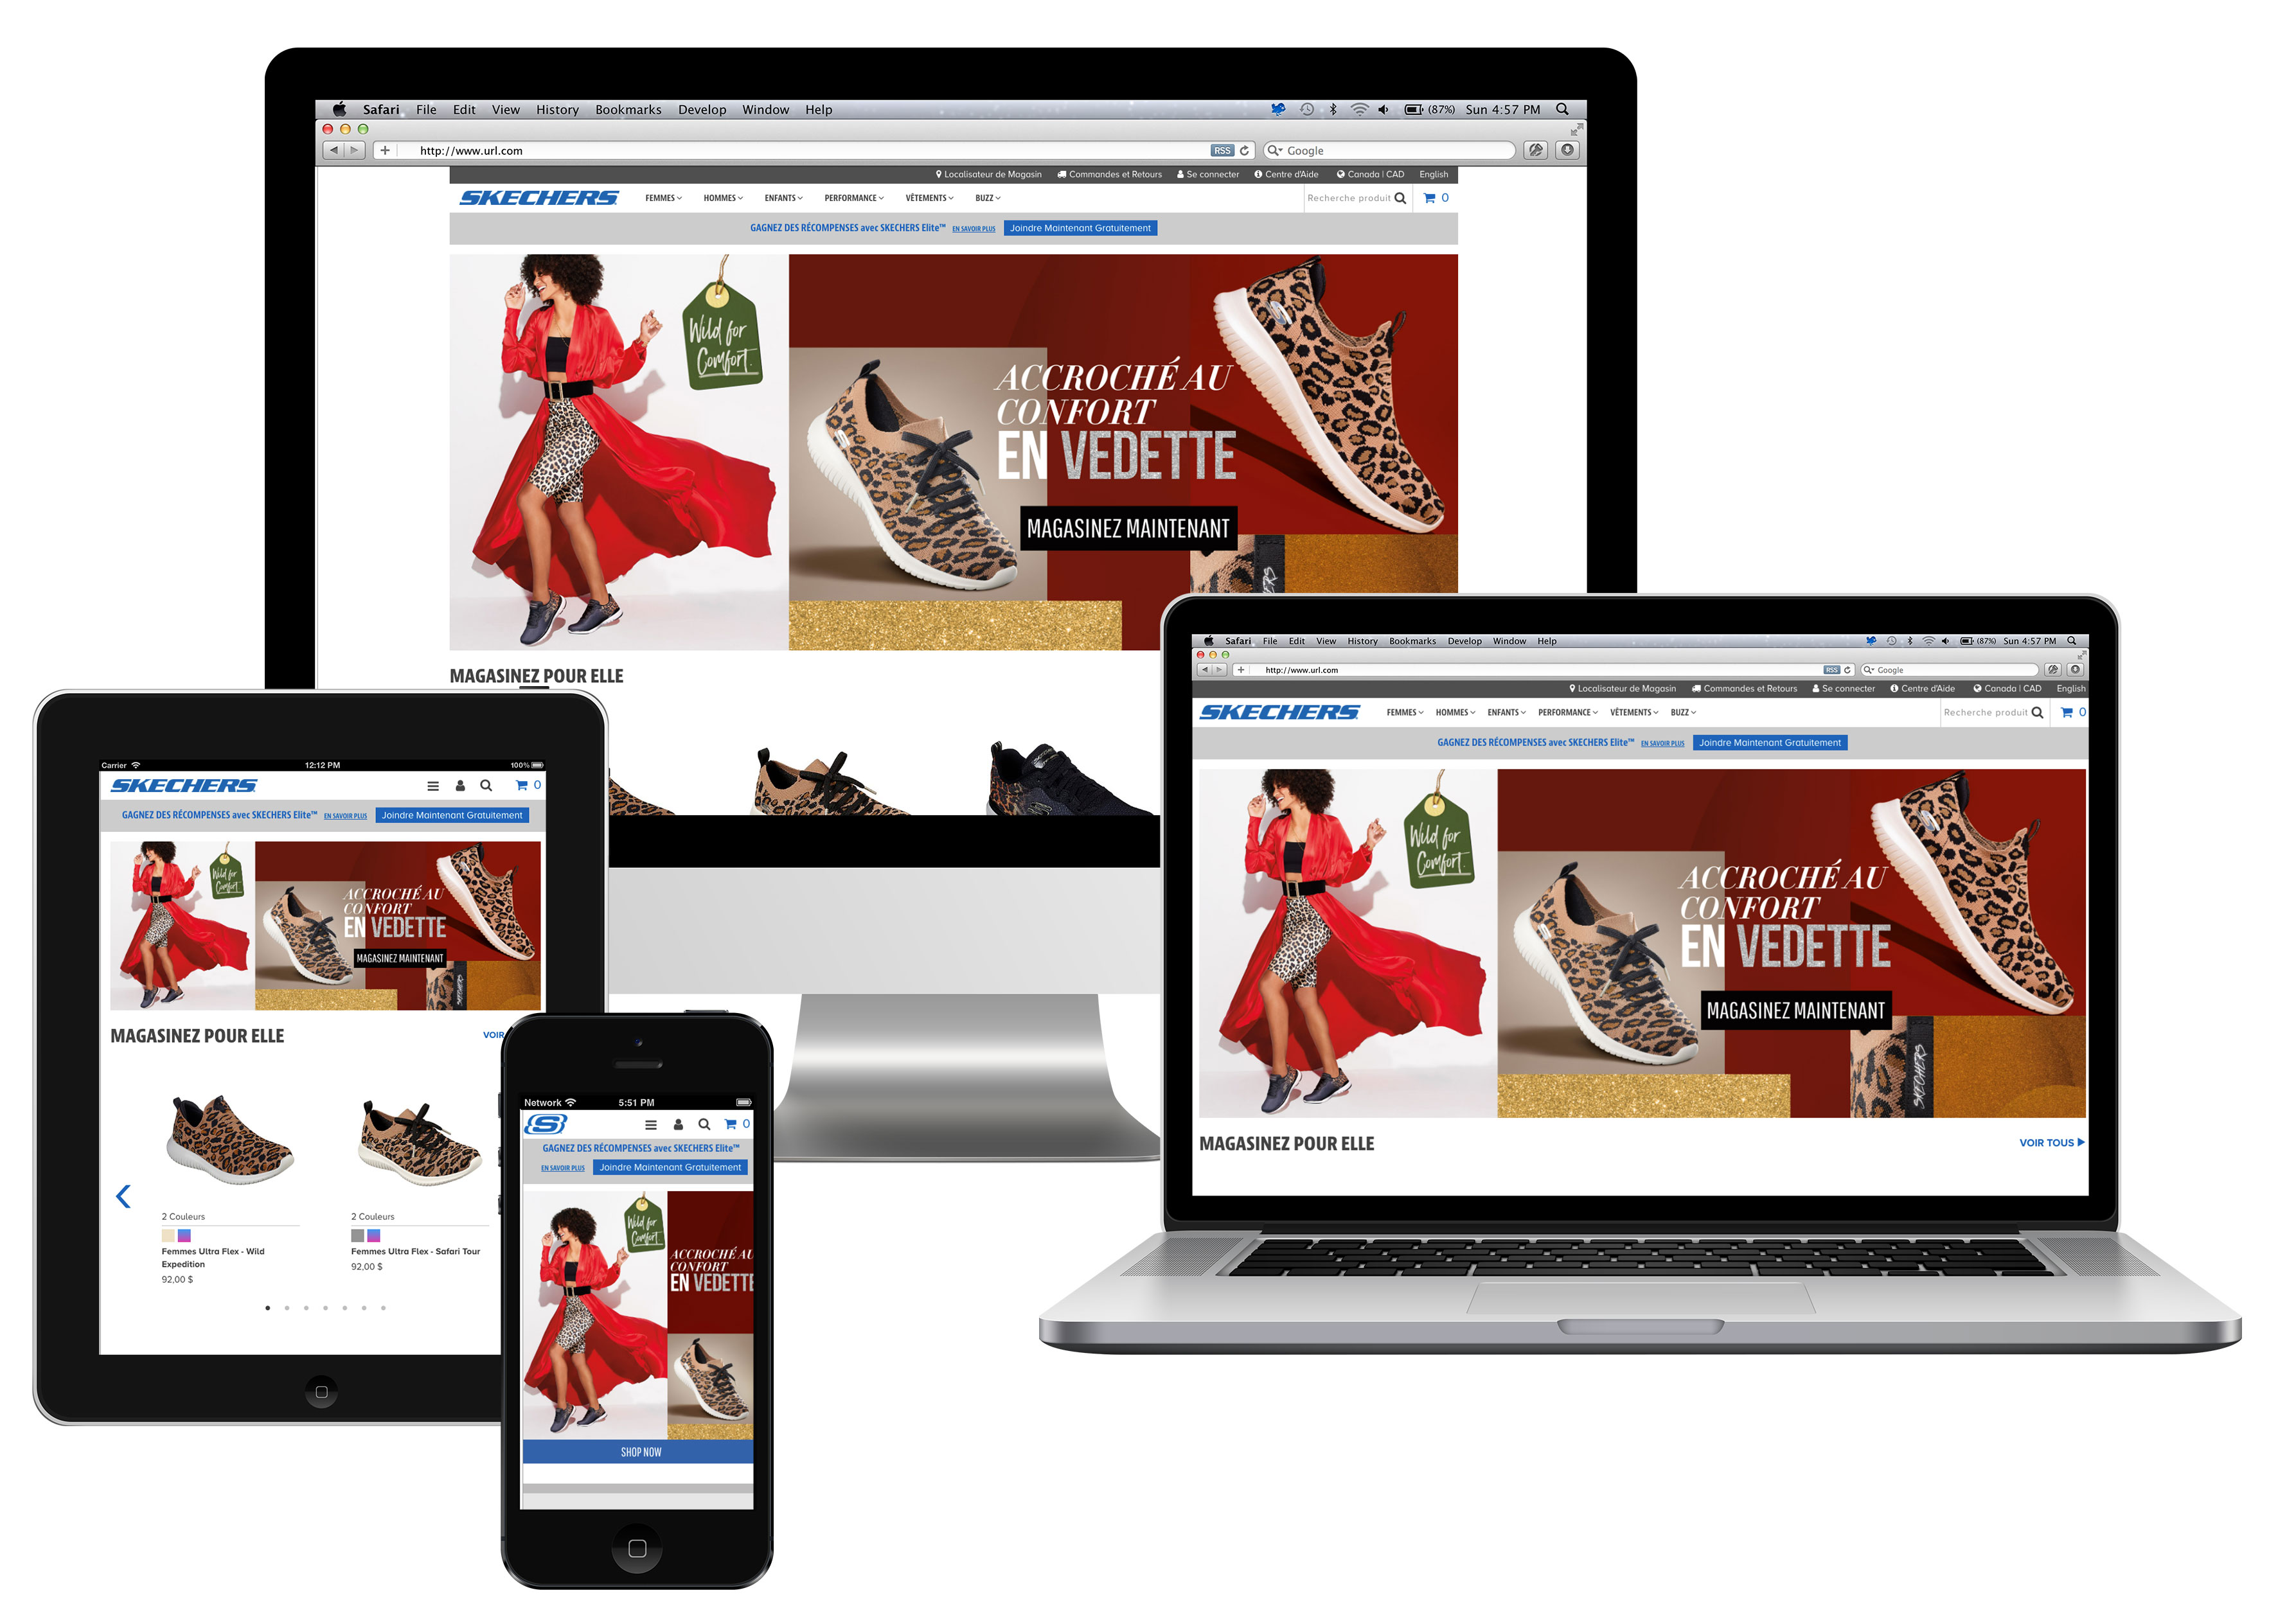 Safari File Edit View History Bookmarks Develop Window Help (87%) Sun 4:57 PM
http://www.url.com RSS Google
Localisateur de Magasin Commandes et Retours Se connecter Centre d'Aide Canada | CAD English
SKECHERS FEMMES HOMMES ENFANTS PERFORMANCE VÊTEMENTS BUZZ Recherche produit 0
GAGNEZ DES RÉCOMPENSES avec SKECHERS Elite™ EN SAVOIR PLUS Joindre Maintenant Gratuitement
Wild for
Comfort.
ACCROCHÉ AU
CONFORT
EN VEDETTE
MAGASINEZ MAINTENANT
SKECHERS
MAGASINEZ POUR ELLE
Safari File Edit View History Bookmarks Develop Window Help (87%) Sun 4:57 PM
http://www.url.com RSS Google
Localisateur de Magasin Commandes et Retours Se connecter Centre d'Aide Canada | CAD English
SKECHERS FEMMES HOMMES ENFANTS PERFORMANCE VÊTEMENTS BUZZ Recherche produit 0
GAGNEZ DES RÉCOMPENSES avec SKECHERS Elite™ EN SAVOIR PLUS Joindre Maintenant Gratuitement
Wild for
Comfort.
ACCROCHÉ AU
CONFORT
EN VEDETTE
MAGASINEZ MAINTENANT
SKECHERS
MAGASINEZ POUR ELLE VOIR TOUS
Carrier 12:12 PM 100%
SKECHERS 0
GAGNEZ DES RÉCOMPENSES avec SKECHERS Elite™ EN SAVOIR PLUS Joindre Maintenant Gratuitement
Wild for
Comfort.
ACCROCHÉ AU
CONFORT
EN VEDETTE
MAGASINEZ MAINTENANT
SKECHERS
MAGASINEZ POUR ELLE VOIR
2 Couleurs 2 Couleurs
Femmes Ultra Flex - Wild Femmes Ultra Flex - Safari Tour
Expedition
92,00 $ 92,00 $
Network 5:51 PM
S 0
GAGNEZ DES RÉCOMPENSES avec SKECHERS Elite™
EN SAVOIR PLUS Joindre Maintenant Gratuitement
Wild for
Comfort.
ACCROCHÉ AU
CONFORT
EN VEDETTE
SHOP NOW